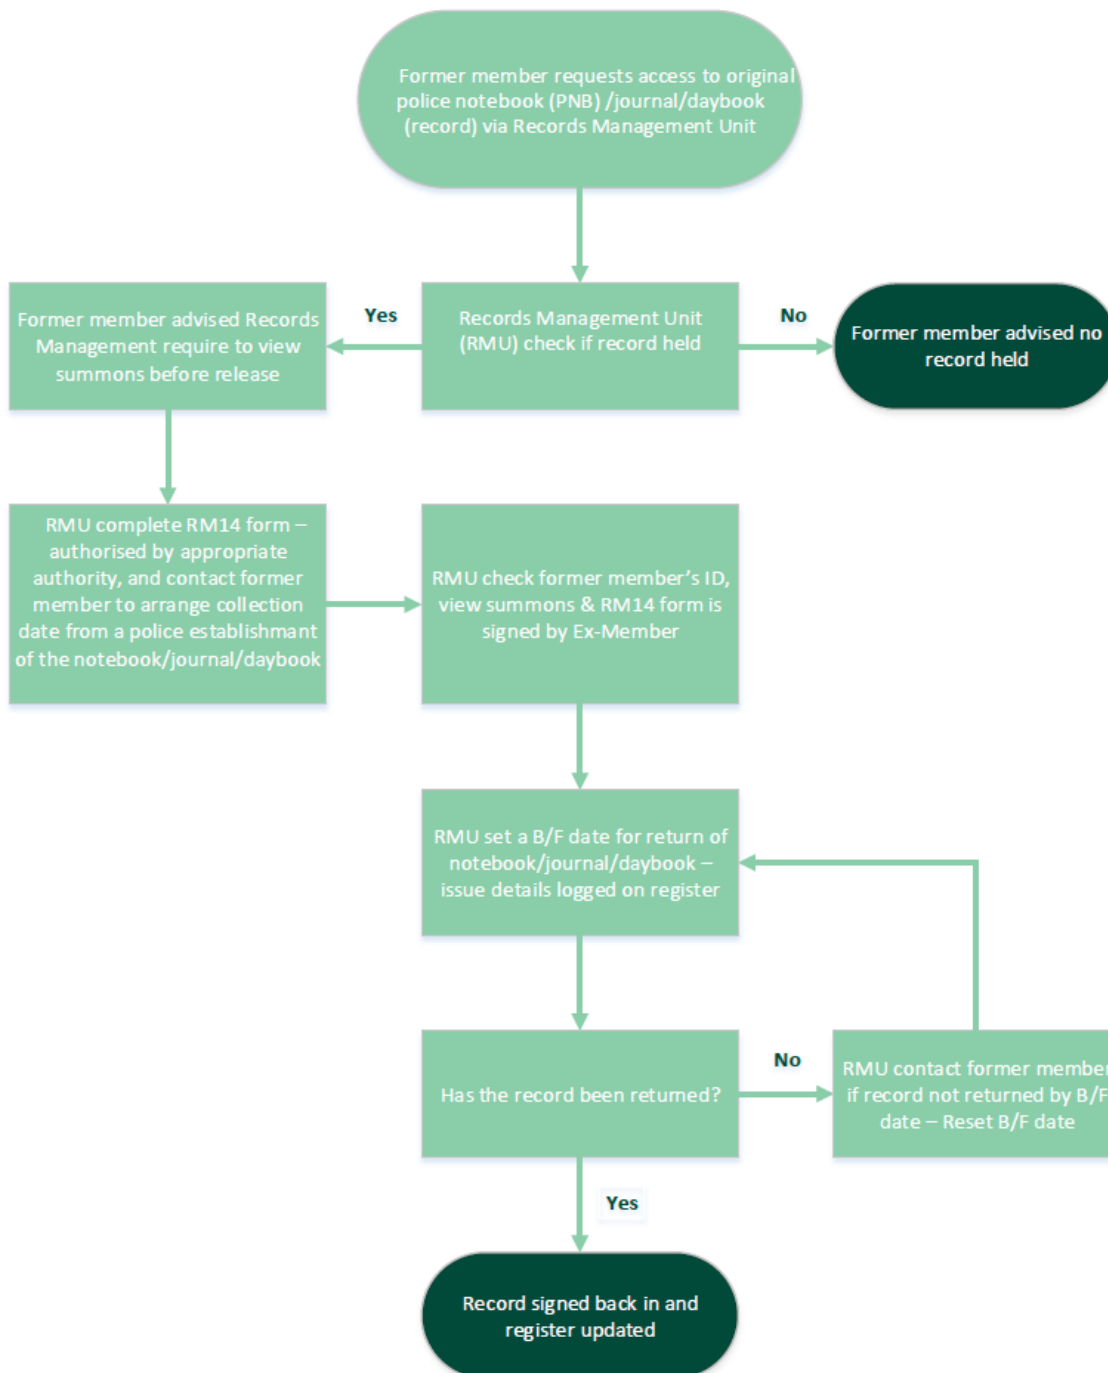 Former member requests access to original
police notebook (PNB) /journal/daybook
(record) via Records Management Unit
Former member advised Records
Management require to view
summons before release
Yes
Records Management Unit
(RMU) check if record held
No
Former member advised no
record held
RMU complete RM14 form –
authorised by appropriate
authority, and contact former
member to arrange collection
date from a police establishmant
of the notebook/journal/daybook
RMU check former member's ID,
view summons & RM14 form is
signed by Ex-Member
RMU set a B/F date for return of
notebook/journal/daybook –
issue details logged on register
Has the record been returned?
No
RMU contact former member
if record not returned by B/F
date – Reset B/F date
Yes
Record signed back in and
register updated